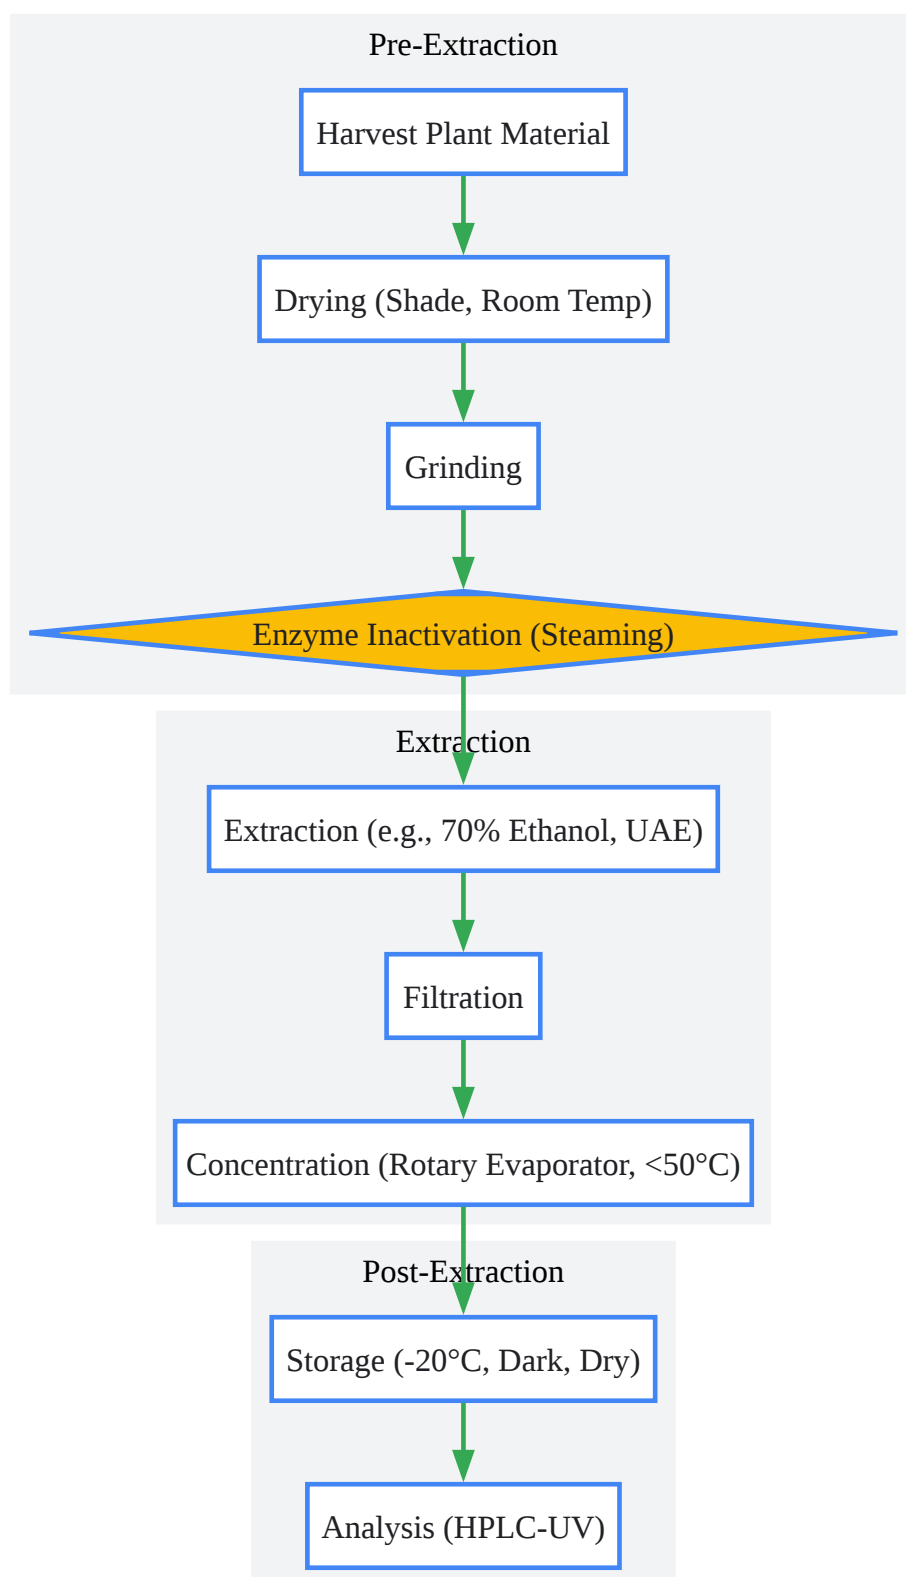 Pre-Extraction
Harvest Plant Material
Drying (Shade, Room Temp)
Grinding
Enzyme Inactivation (Steaming)
Extraction
Extraction (e.g., 70% Ethanol, UAE)
Filtration
Concentration (Rotary Evaporator, <50°C)
Post-Extraction
Storage (-20°C, Dark, Dry)
Analysis (HPLC-UV)